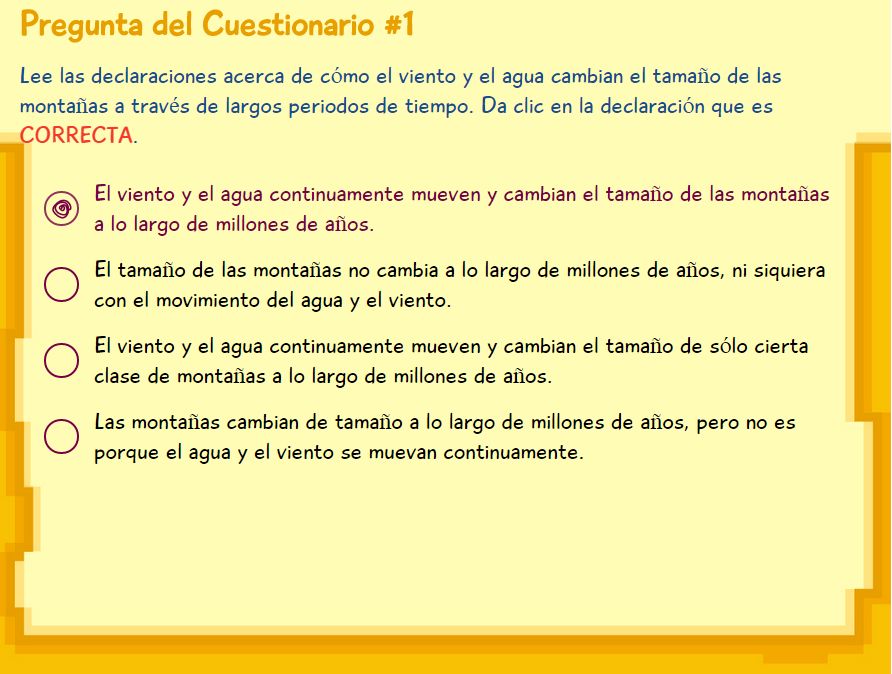 Pregunta del Cuestionario #1
Lee las declaraciones acerca de cómo el viento y el agua cambian el tamaño de las
montañas a través de largos periodos de tiempo. Da clic en la declaración que es
CORRECTA.
El viento y el agua continuamente mueven y cambian el tamaño de las montañas
a lo largo de millones de años.
El tamaño de las montañas no cambia a lo largo de millones de años, ni siquiera
con el movimiento del agua y el viento.
El viento y el agua continuamente mueven y cambian el tamaño de sólo cierta
clase de montañas a lo largo de millones de años.
Las montañas cambian de tamaño a lo largo de millones de años, pero no es
porque el agua y el viento se muevan continuamente.